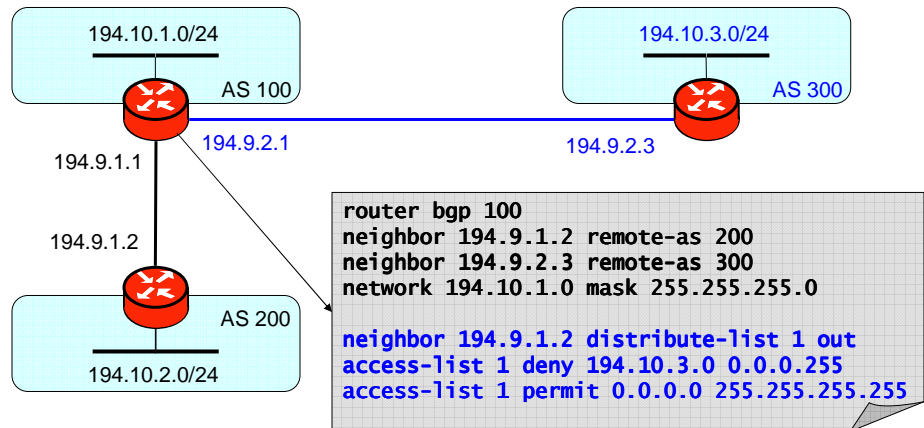 194.10.1.0/24
AS 100
194.10.3.0/24
AS 300
194.9.2.1
194.9.2.3
194.9.1.1
194.9.1.2
AS 200
194.10.2.0/24
router bgp 100
neighbor 194.9.1.2 remote-as 200
neighbor 194.9.2.3 remote-as 300
network 194.10.1.0 mask 255.255.255.0
neighbor 194.9.1.2 distribute-list 1 out
access-list 1 deny 194.10.3.0 0.0.0.255
access-list 1 permit 0.0.0.0 255.255.255.255